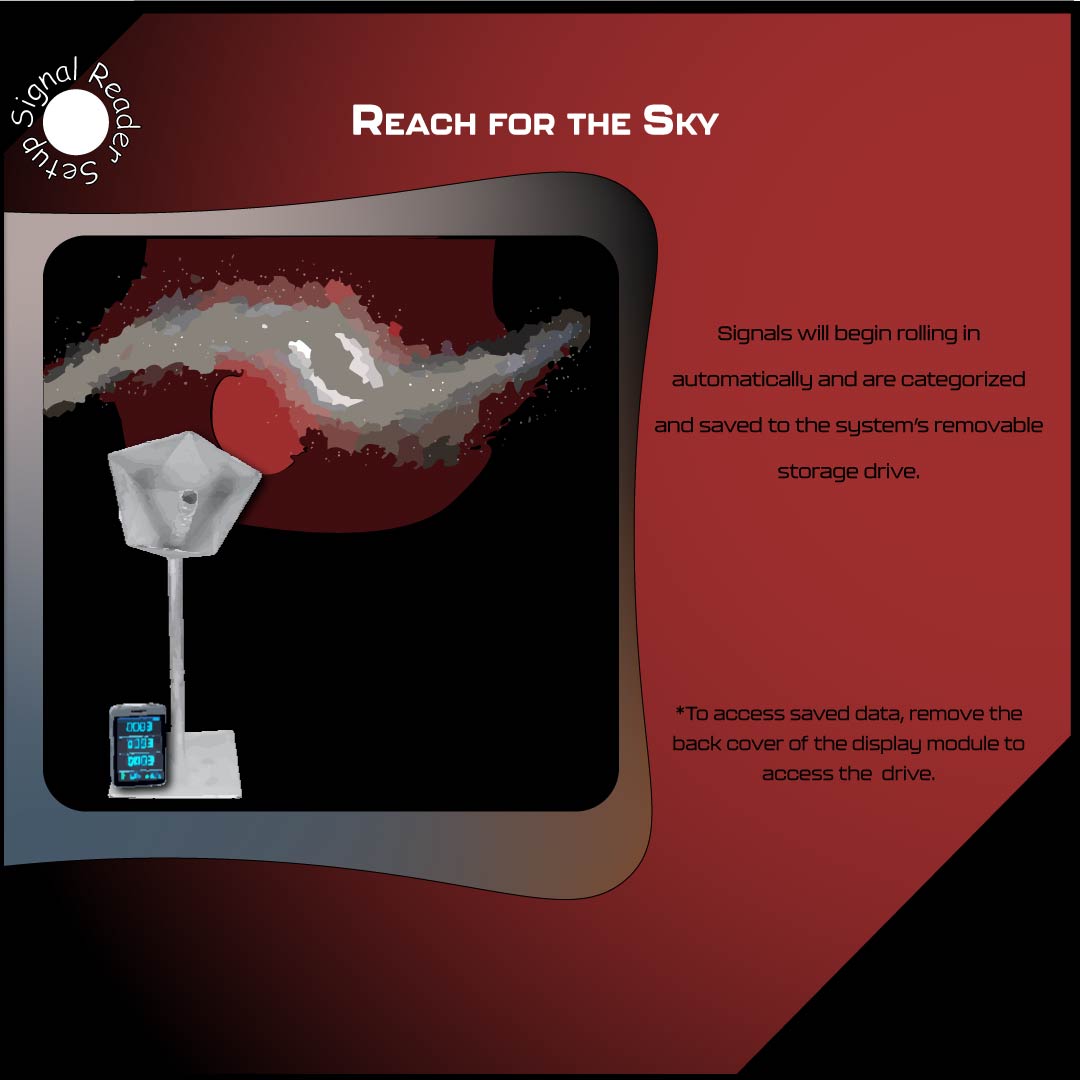 Signal Reader Setup
Reach for the Sky
Signals will begin rolling in
automatically and are categorized
and saved to the system's removable
storage drive.
*To access saved data, remove the
back cover of the display module to
access the drive.